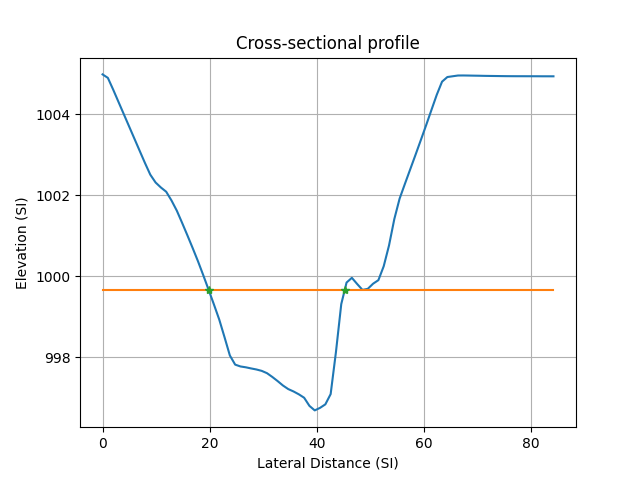 Cross-sectional profile
Elevation (SI)
1004
1002
1000
998
0 20 40 60 80
Lateral Distance (SI)